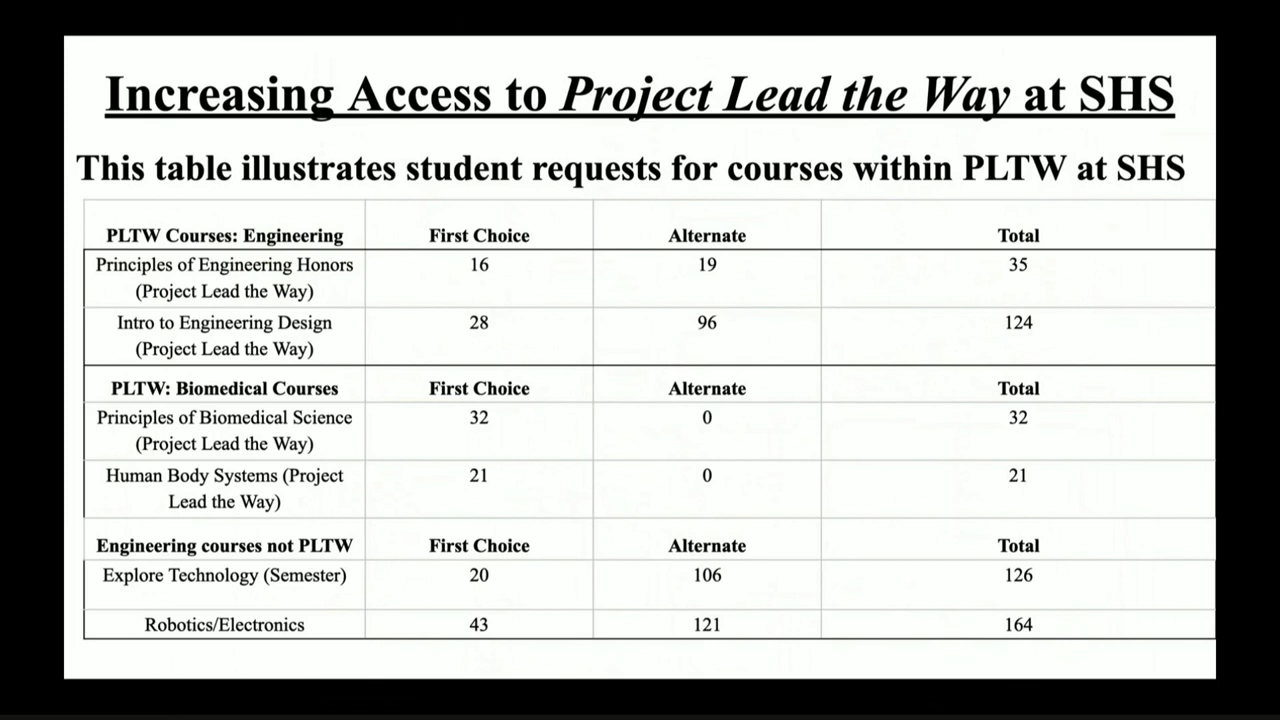 Increasing Access to Project Lead the Way at SHS
This table illustrates student requests for courses within PLTW at SHS
PLTW Courses: Engineering First Choice Alternate Total
Principles of Engineering Honors 16 19 35
(Project Lead the Way)
Intro to Engineering Design 28 96 124
(Project Lead the Way)
PLTW: Biomedical Courses First Choice Alternate Total
Principles of Biomedical Science 32 0 32
(Project Lead the Way)
Human Body Systems (Project 21 0 21
Lead the Way)
Engineering courses not PLTW First Choice Alternate Total
Explore Technology (Semester) 20 106 126
Robotics/Electronics 43 121 164